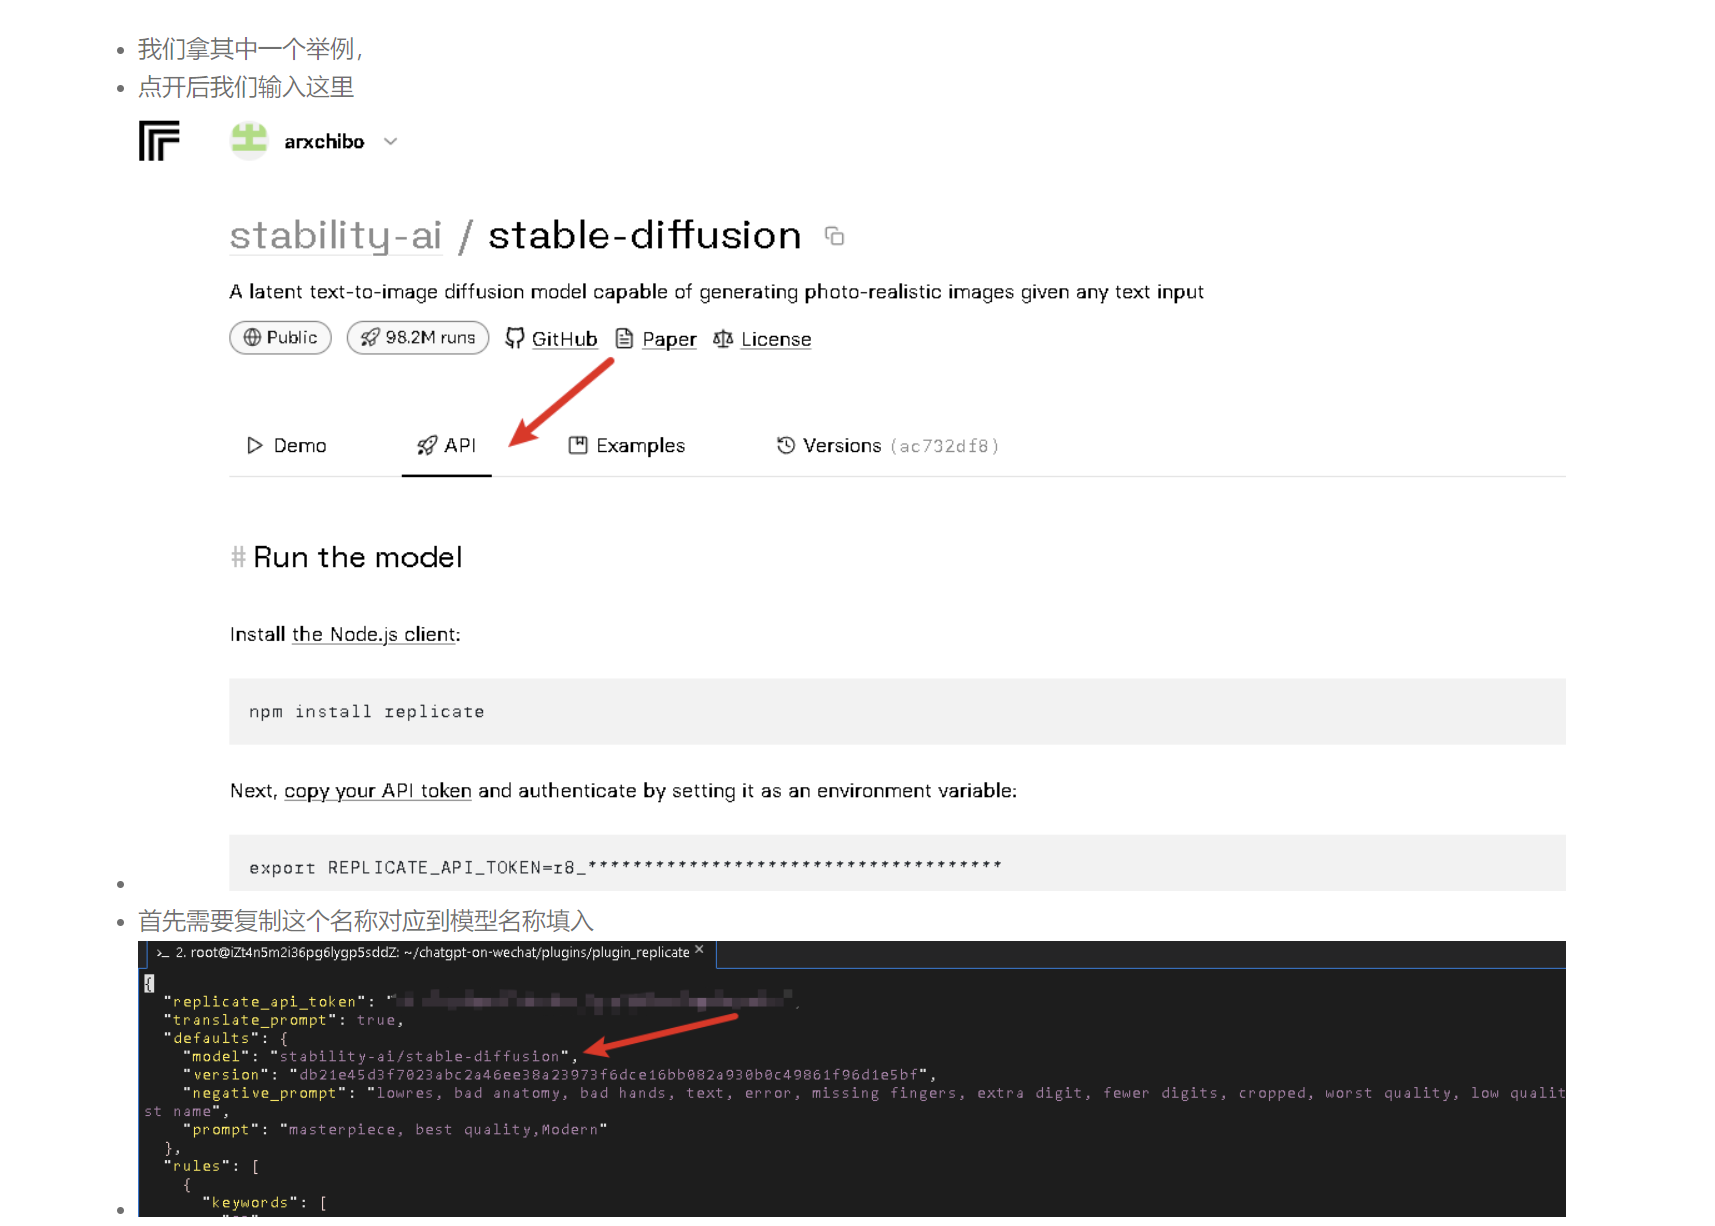 我们拿其中一个举例，
点开后我们输入这里
arxchibo
stability-ai / stable-diffusion
A latent text-to-image diffusion model capable of generating photo-realistic images given any text input
Public 98.2M runs GitHub Paper License
Demo API Examples Versions (ac732df8)
# Run the model
Install the Node.js client:
npm install replicate
Next, copy your API token and authenticate by setting it as an environment variable:
export REPLICATE_API_TOKEN=r8_*************************************
首先需要复制这个名称对应到模型名称填入
2. root@iZt4n5m2i36pg6lygp5sddZ: ~/chatgpt-on-wechat/plugins/plugin_replicate ×
{
"replicate_api_token": "
"translate_prompt": true,
"defaults": {
"model": "stability-ai/stable-diffusion",
"version": "db21e45d3f7023abc2a46ee38a23973f6dce16bb082a930b0c49861f96d1e5bf",
"negative_prompt": "lowres, bad anatomy, bad hands, text, error, missing fingers, extra digit, fewer digits, cropped, worst quality, low qualit
st name",
"prompt": "masterpiece, best quality,Modern"
},
"rules": [
{
"keywords": [